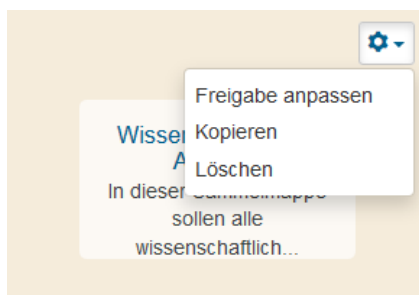 Freigabe anpassen
Kopieren
Löschen
In dieser
sollen alle
wissenschaftlich...